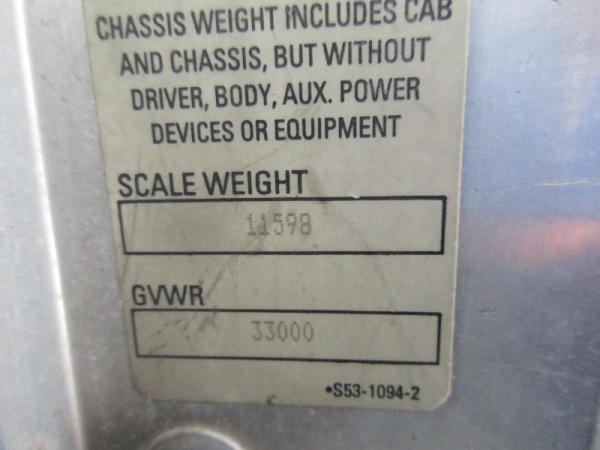 CHASSIS WEIGHT INCLUDES CAB
AND CHASSIS, BUT WITHOUT
DRIVER, BODY, AUX. POWER
DEVICES OR EQUIPMENT
SCALE WEIGHT
11598
GVWR
33000
•S53-1094-2